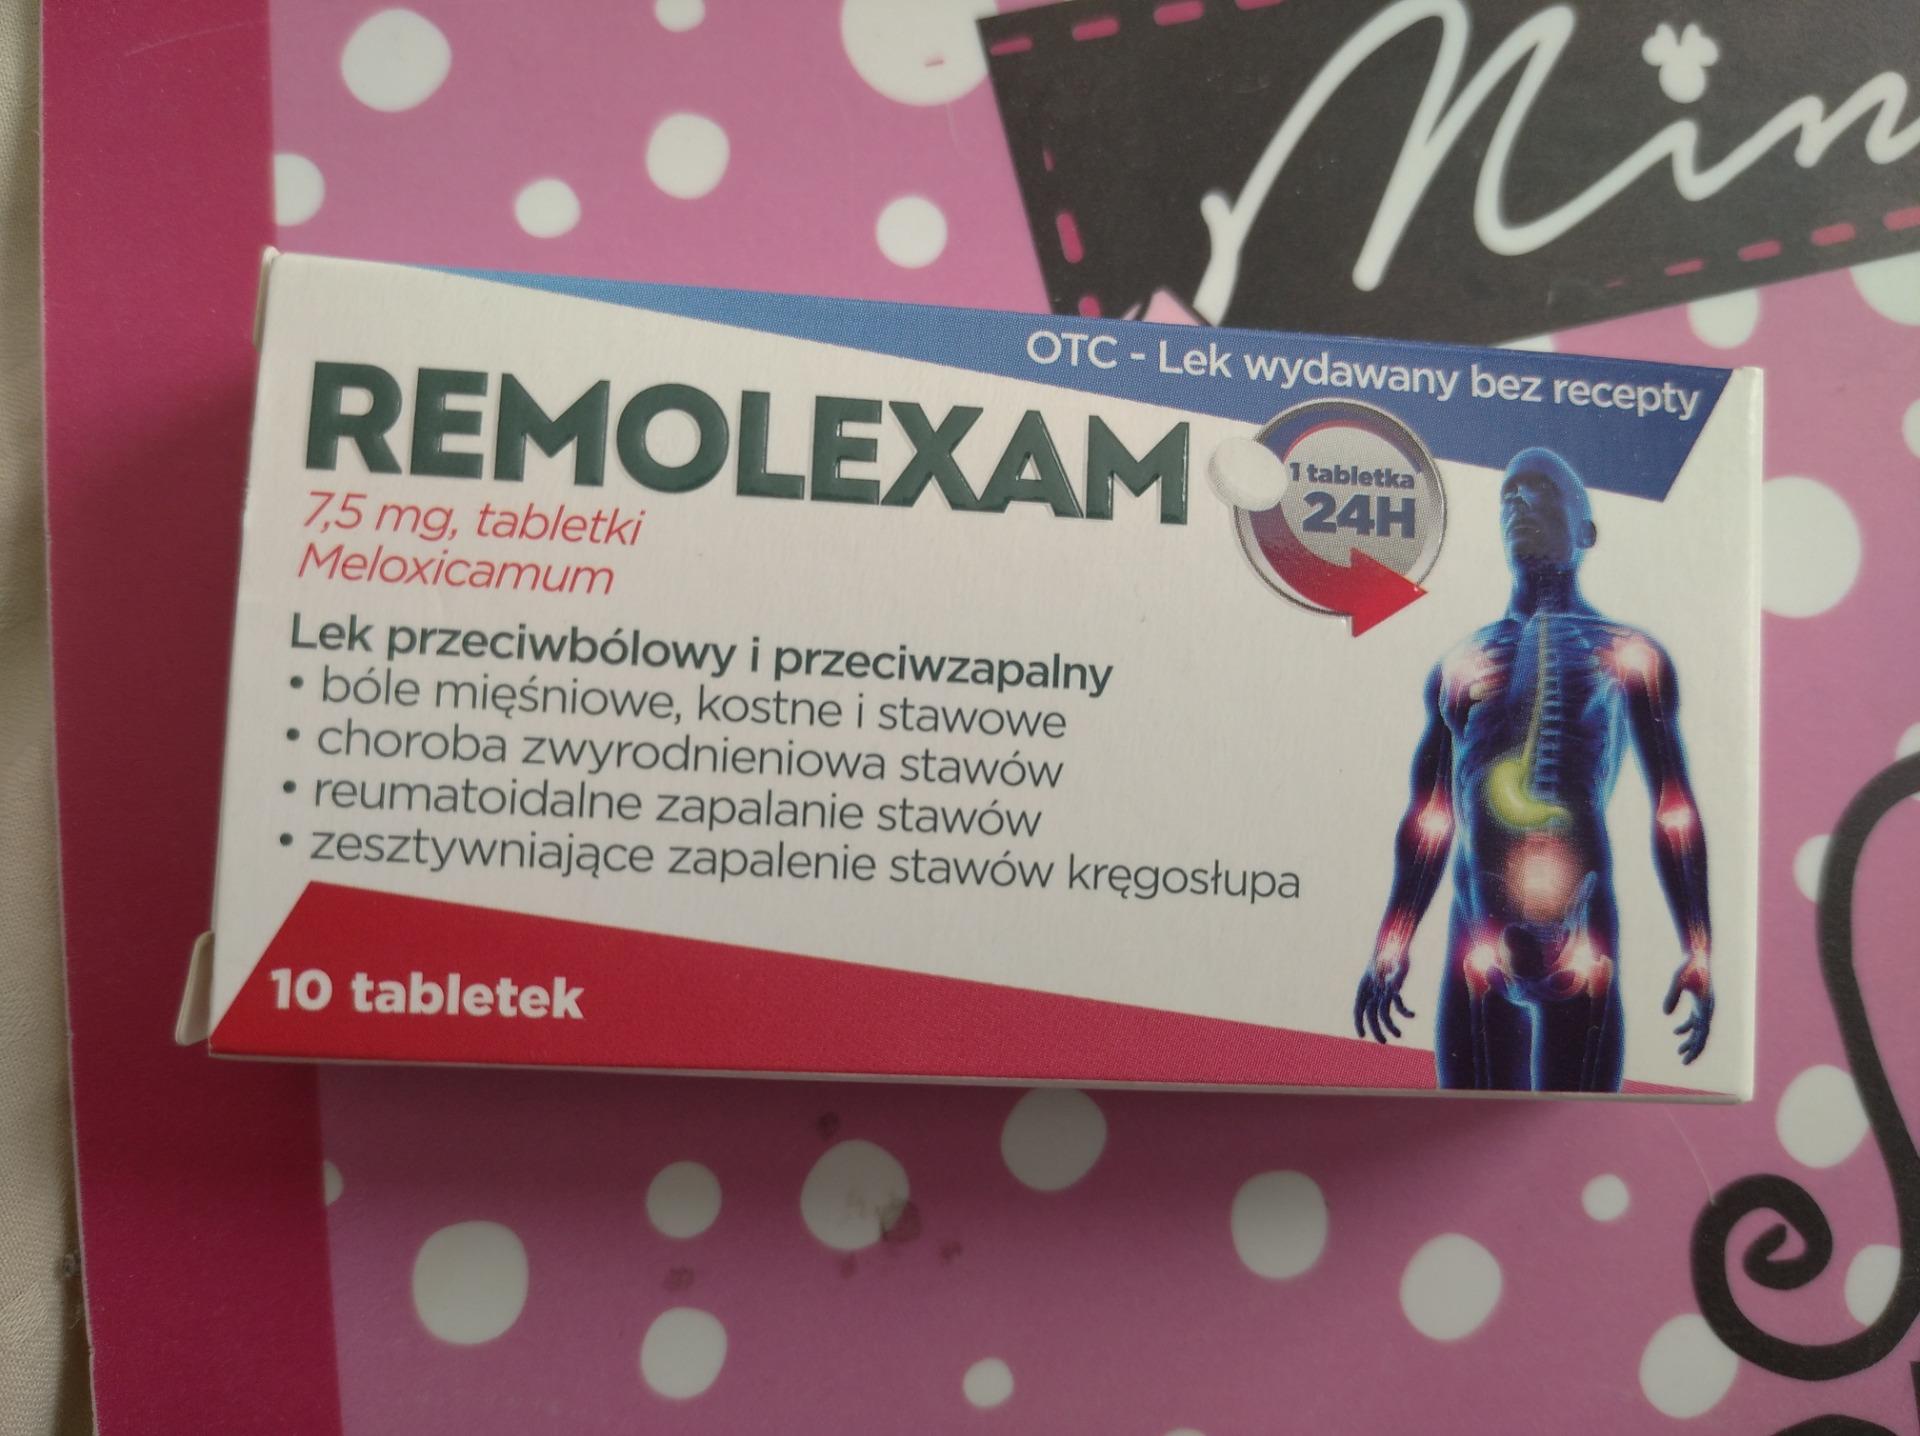 OTC - Lek wydawany bez recepty
REMOLEXAM
7,5 mg, tabletki
Meloxicamum
1 tabletka
24H
Lek przeciwbólowy i przeciwzapalny
• bóle mięśniowe, kostne i stawowe
• choroba zwyrodnieniowa stawów
• reumatoidalne zapalanie stawów
• zesztywniające zapalenie stawów kręgosłupa
10 tabletek